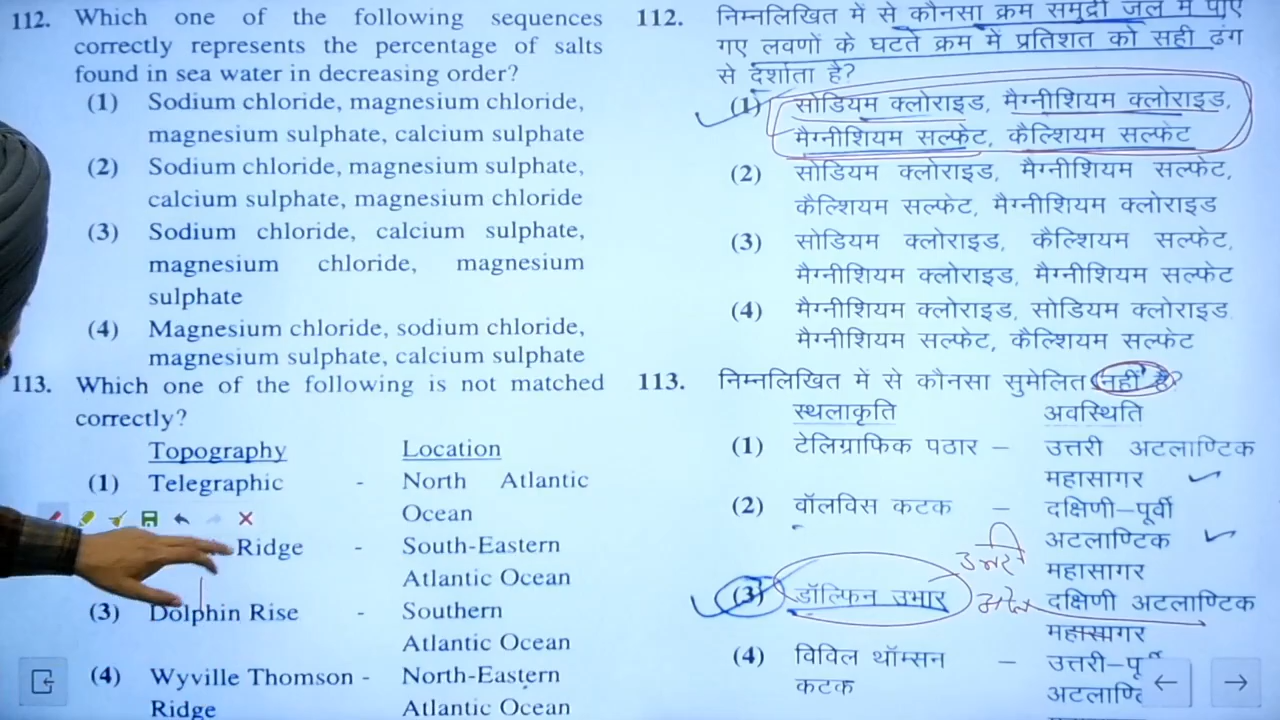 112. Which one of the following sequences
correctly represents the percentage of salts
found in sea water in decreasing order?
(1) Sodium chloride, magnesium chloride,
magnesium sulphate, calcium sulphate
(2) Sodium chloride, magnesium sulphate,
calcium sulphate, magnesium chloride
(3) Sodium chloride, calcium sulphate,
magnesium chloride, magnesium
sulphate
(4) Magnesium chloride, sodium chloride,
magnesium sulphate, calcium sulphate
113. Which one of the following is not matched
correctly?
Topography Location
(1) Telegraphic - North Atlantic
Ocean
Ridge - South-Eastern
Atlantic Ocean
(3) Dolphin Rise - Southern
Atlantic Ocean
(4) Wyville Thomson - North-Eastern
Ridge Atlantic Ocean
112. निम्नलिखित में से कौनसा क्रम समुद्री जल में पाए
गए लवणों के घटते क्रम में प्रतिशत को सही ढंग
से दर्शाता है?
(1) सोडियम क्लोराइड, मैग्नीशियम क्लोराइड,
मैग्नीशियम सल्फेट, कैल्शियम सल्फेट
(2) सोडियम क्लोराइड, मैग्नीशियम सल्फेट,
कैल्शियम सल्फेट, मैग्नीशियम क्लोराइड
(3) सोडियम क्लोराइड, कैल्शियम सल्फेट,
मैग्नीशियम क्लोराइड, मैग्नीशियम सल्फेट
(4) मैग्नीशियम क्लोराइड, सोडियम क्लोराइड
मैग्नीशियम सल्फेट, कैल्शियम सल्फेट
113. निम्नलिखित में से कौनसा सुमेलित नहीं है?
स्थलाकृति अवस्थिति
(1) टेलिग्राफिक पठार – उत्तरी अटलाण्टिक
महासागर
(2) वॉलविस कटक – दक्षिणी–पूर्वी
अटलाण्टिक
महासागर
उत्तरी
(3) डॉल्फिन उभार दक्षिणी अटलाण्टिक
महासागर
(4) विविल थॉम्सन – उत्तरी–पू
कटक अटलाण्टि